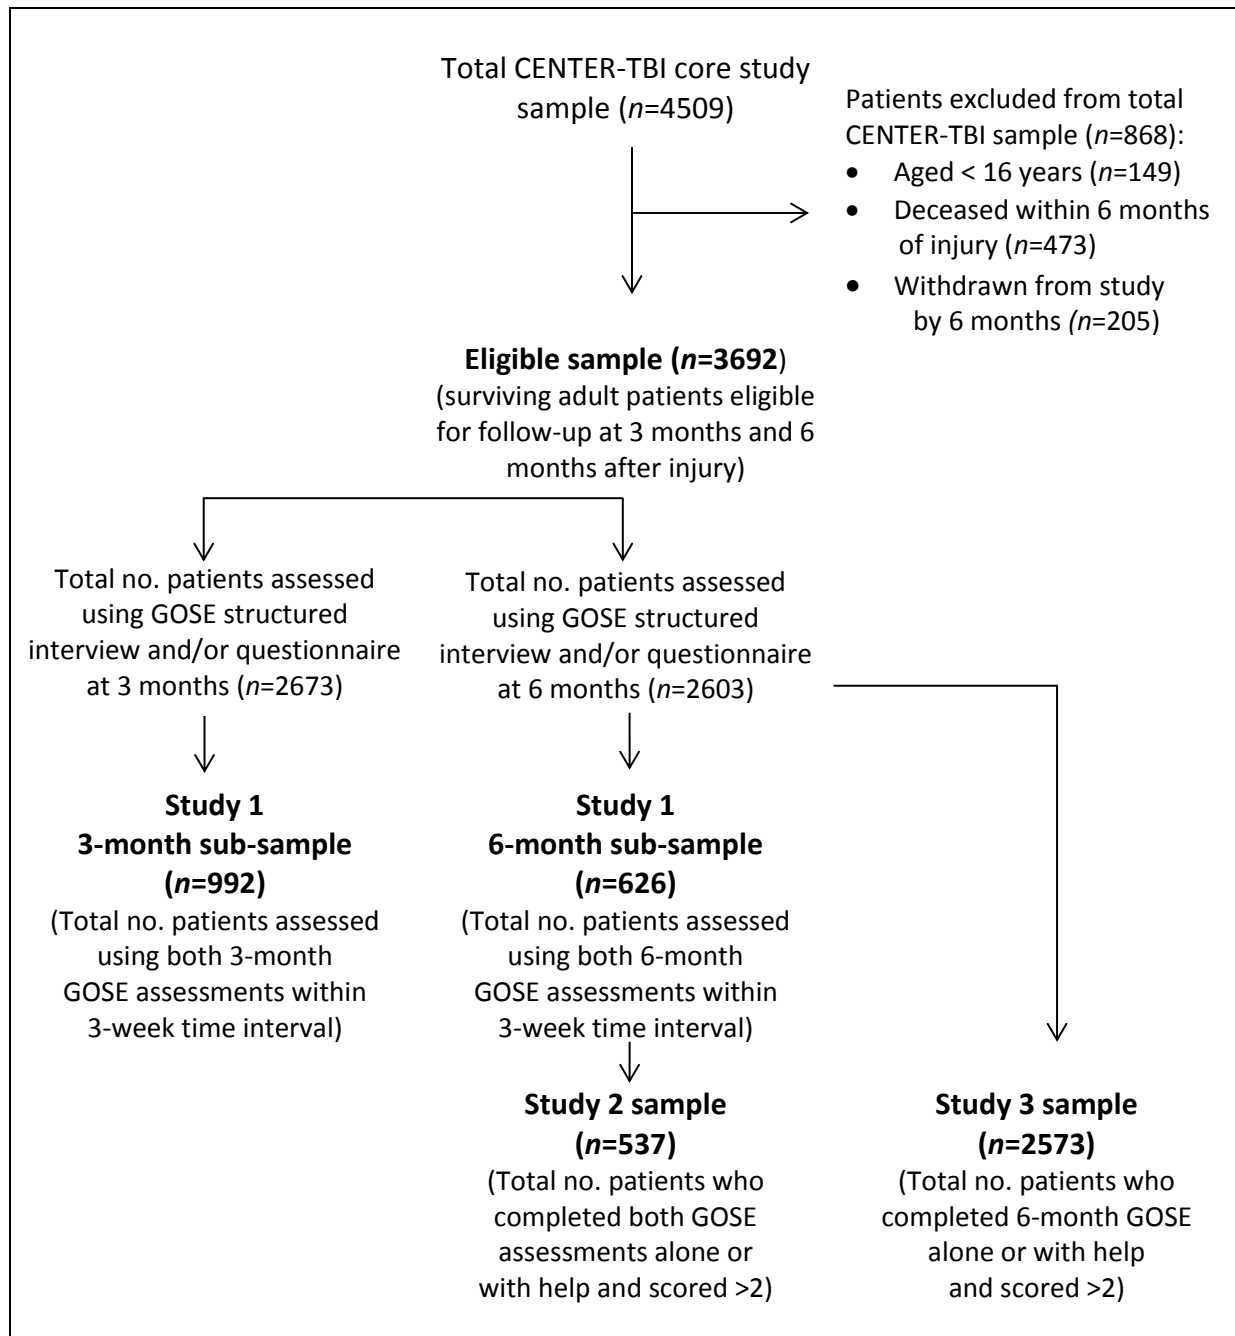 Total CENTER-TBI core study
sample (n=4509)
Patients excluded from total
CENTER-TBI sample (n=868):
• Aged < 16 years (n=149)
• Deceased within 6 months
of injury (n=473)
• Withdrawn from study
by 6 months (n=205)
Eligible sample (n=3692)
(surviving adult patients eligible
for follow-up at 3 months and 6
months after injury)
Total no. patients assessed
using GOSE structured
interview and/or questionnaire
at 3 months (n=2673)
Total no. patients assessed
using GOSE structured
interview and/or questionnaire
at 6 months (n=2603)
Study 1
3-month sub-sample
(n=992)
(Total no. patients assessed
using both 3-month
GOSE assessments within
3-week time interval)
Study 1
6-month sub-sample
(n=626)
(Total no. patients assessed
using both 6-month
GOSE assessments within
3-week time interval)
Study 2 sample
(n=537)
(Total no. patients who
completed both GOSE
assessments alone or
with help and scored >2)
Study 3 sample
(n=2573)
(Total no. patients who
completed 6-month GOSE
alone or with help
and scored >2)